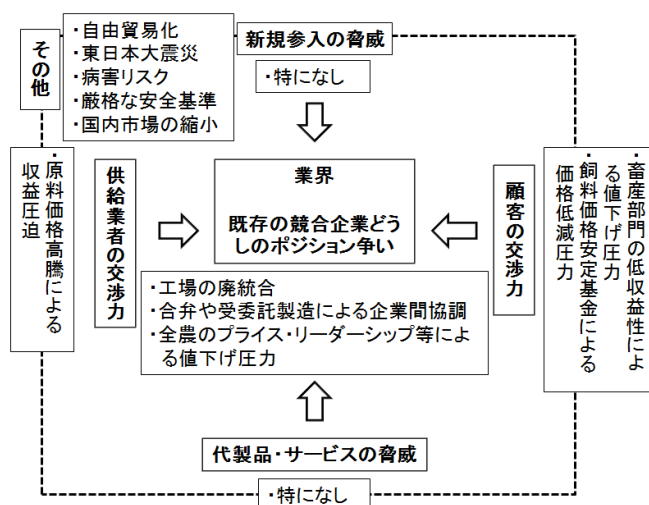 その他
・自由貿易化
・東日本大震災
・病害リスク
・厳格な安全基準
・国内市場の縮小
新規参入の脅威
・特になし
・原料価格高騰による
収益圧迫
供給業者の交渉力
業界
既存の競合企業どう
しのポジション争い
・工場の廃統合
・合弁や受委託製造による企業間協調
・全農のプライス・リーダーシップ等によ
る値下げ圧力
顧客の交渉力
・畜産部門の低収益性によ
る値下げ圧力
・飼料価格安定基金による
価格低減圧力
代製品・サービスの脅威
・特になし